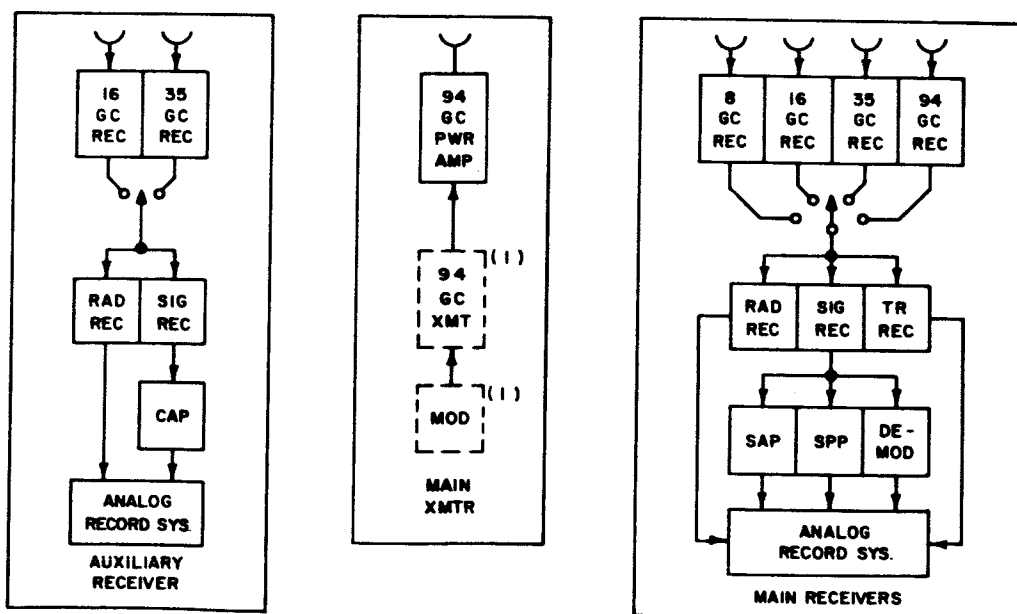 16
GC
REC
35
GC
REC
RAD
REC
SIG
REC
CAP
ANALOG
RECORD SYS.
AUXILIARY
RECEIVER
94
GC
PWR
AMP
94
GC
XMT
(1)
MOD
(1)
MAIN
XMTR
8
GC
REC
16
GC
REC
35
GC
REC
94
GC
REC
RAD
REC
SIG
REC
TR
REC
SAP
SPP
DE-
MOD
ANALOG
RECORD SYS.
MAIN RECEIVERS